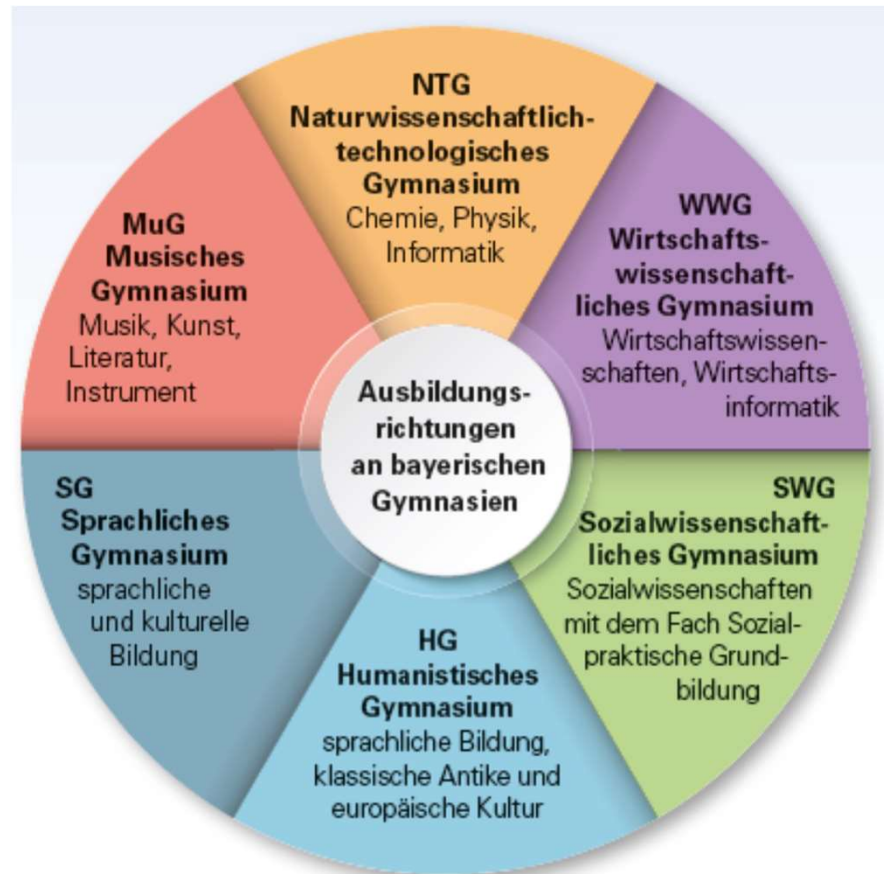 NTG
Naturwissenschaftlich-
technologisches
Gymnasium
Chemie, Physik,
Informatik
WWG
Wirtschafts-
wissenschaft-
liches Gymnasium
Wirtschaftswissen-
schaften, Wirtschafts-
informatik
SWG
Sozialwissenschaft-
liches Gymnasium
Sozialwissenschaften
mit dem Fach Sozial-
praktische Grund-
bildung
HG
Humanistisches
Gymnasium
sprachliche Bildung,
klassische Antike und
europäische Kultur
SG
Sprachliches
Gymnasium
sprachliche
und kulturelle
Bildung
MuG
Musisches
Gymnasium
Musik, Kunst,
Literatur,
Instrument
Ausbildungs-
richtungen
an bayerischen
Gymnasien